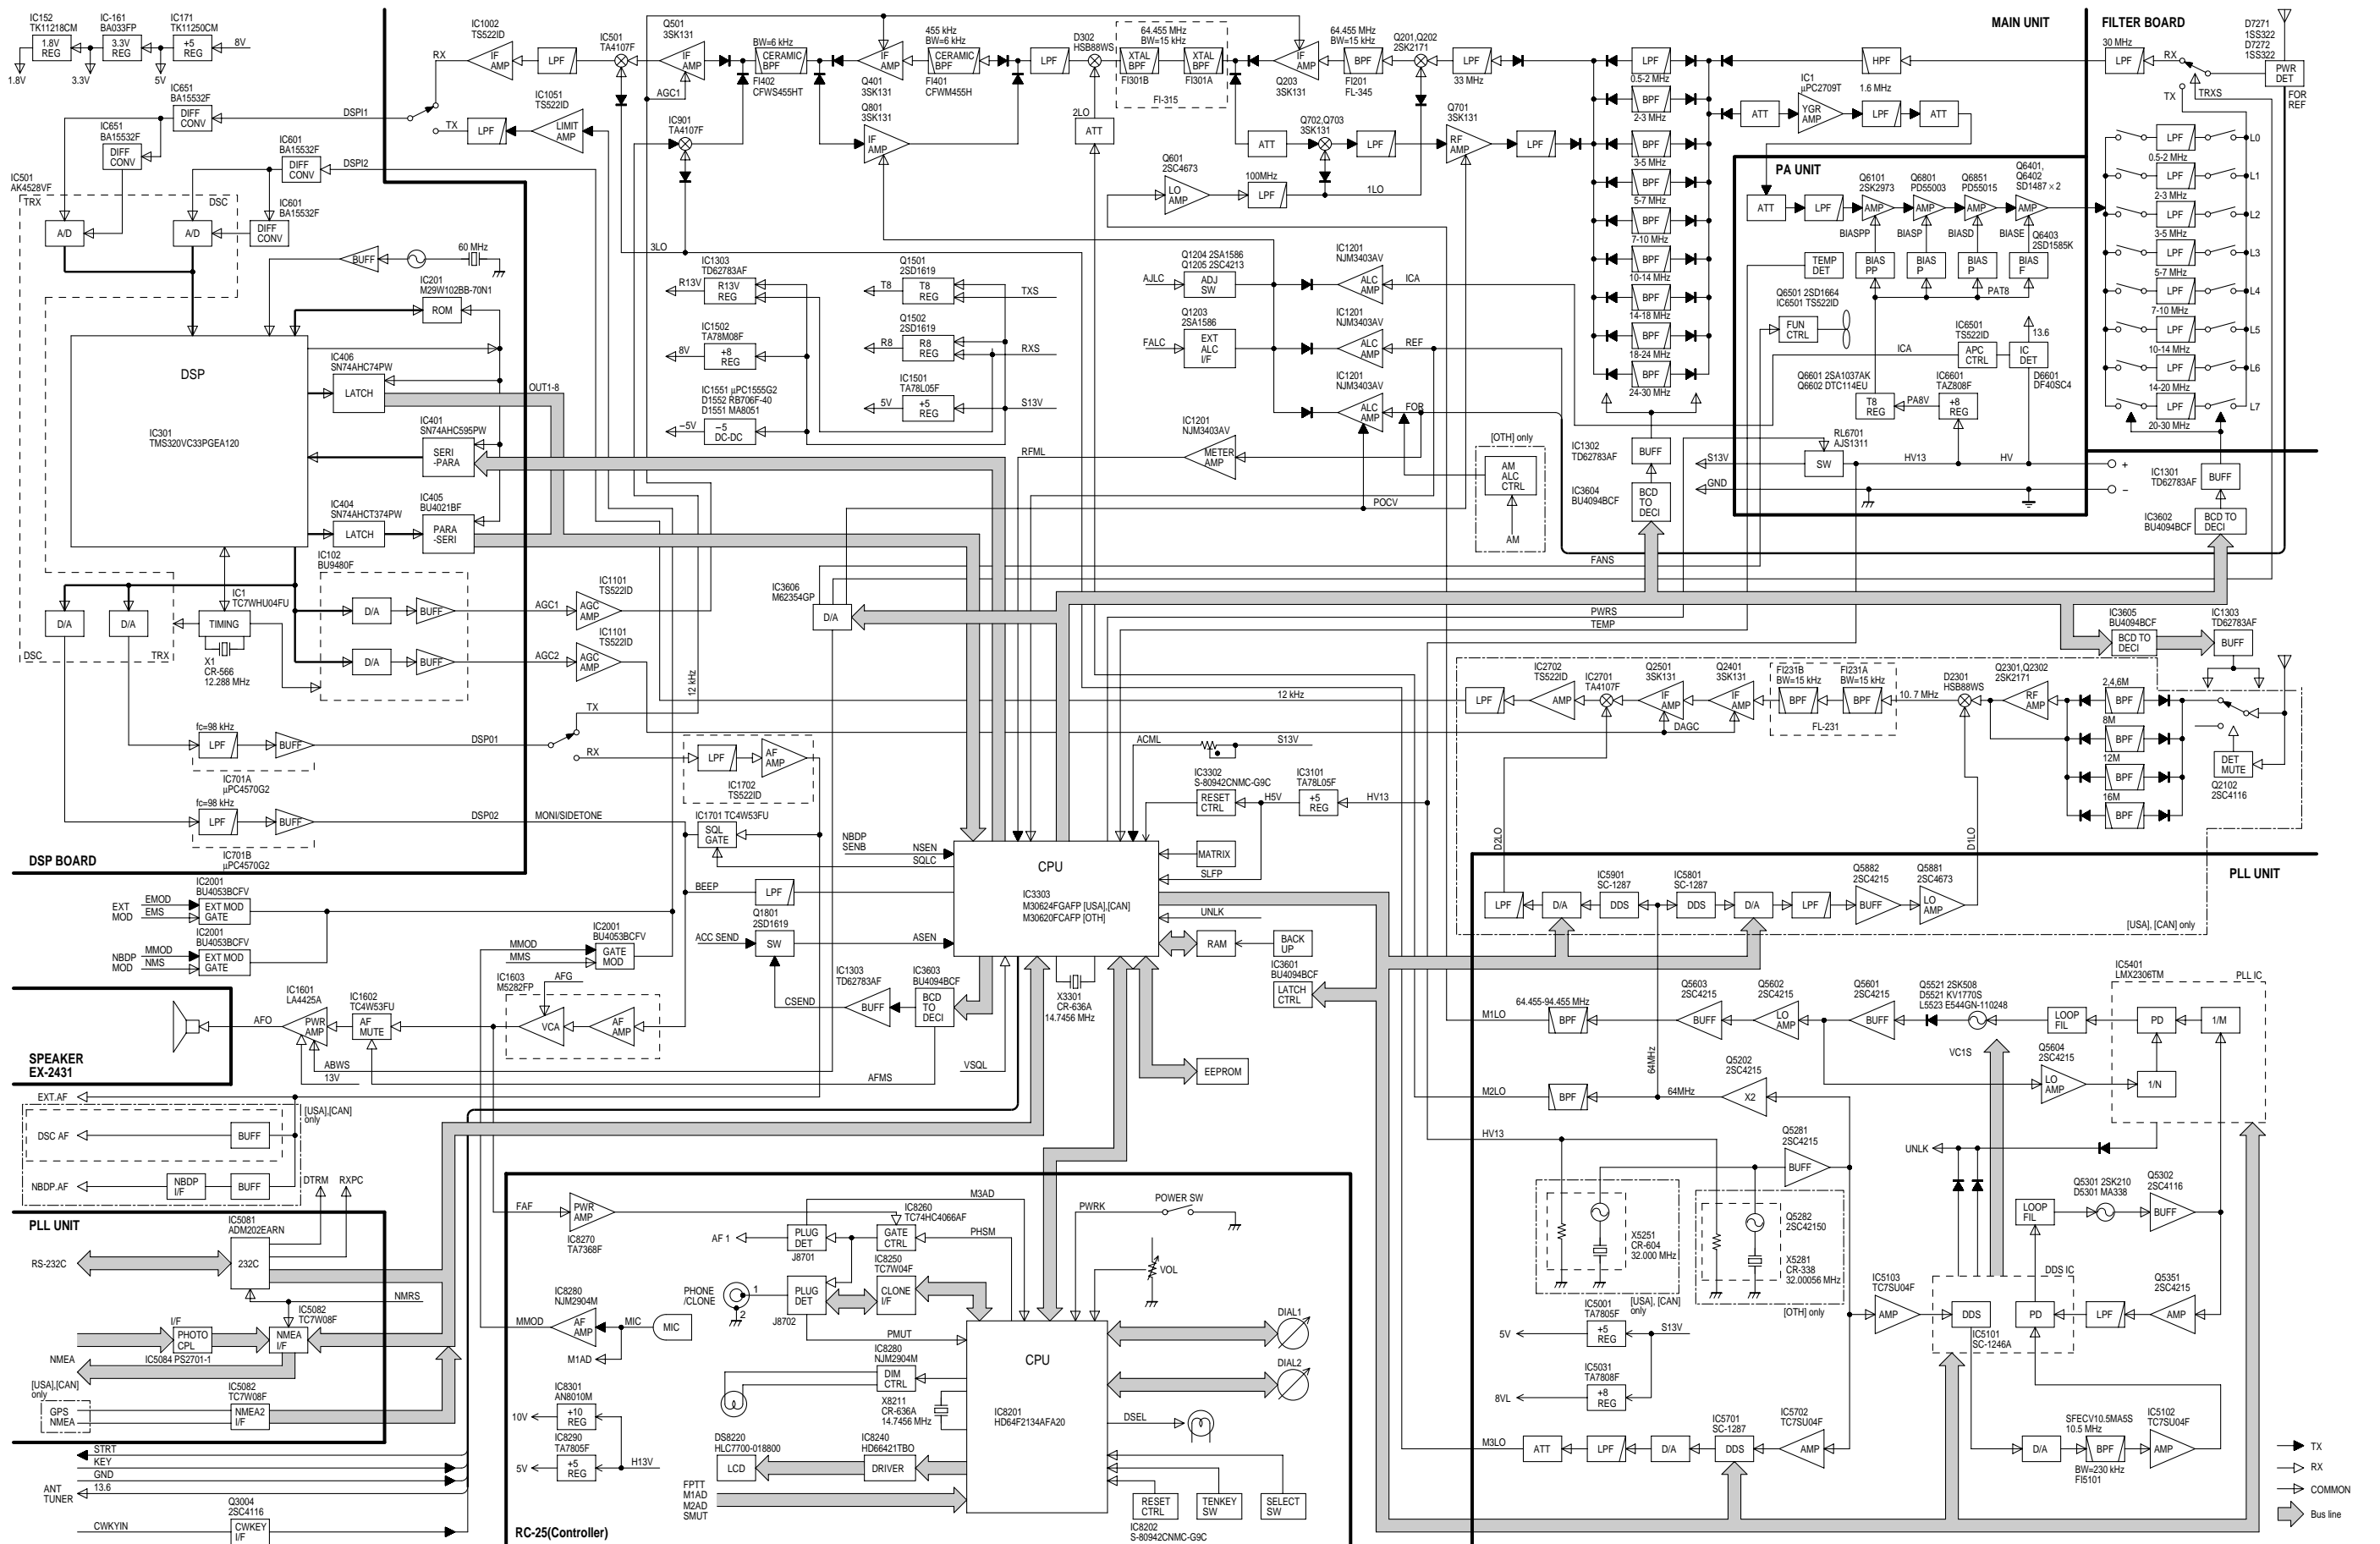 IC152
TK11218CM
1.8V
REG
1.8V
IC-161
BA033FP
3.3V
REG
3.3V
IC171
TK11250CM
+5
REG
5V
8V
IC651
BA15532F
DIFF
CONV
IC651
BA15532F
DIFF
CONV
IC601
BA15532F
DIFF
CONV
IC601
BA15532F
DIFF
CONV
DSPI1
DSPI2
IC501
AK4528VF
TRX
DSC
A/D
A/D
BUFF
60 MHz
IC201
M29W102BB-70N1
ROM
DSP
IC301
TMS320VC33PGEA120
IC406
SN74AHC74PW
LATCH
OUT1-8
IC401
SN74AHC595PW
SERI
-PARA
IC404
SN74AHCT374PW
LATCH
IC405
BU4021BF
PARA
-SERI
IC102
BU9480F
D/A
BUFF
AGC1
D/A
BUFF
AGC2
IC1
TC7WHU04FU
TIMING
X1
CR-566
12.288 MHz
D/A
D/A
DSC
TRX
fc=98 kHz
LPF
BUFF
IC701A
µPC4570G2
DSP01
fc=98 kHz
LPF
BUFF
IC701B
µPC4570G2
DSP02
MONI/SIDETONE
DSP BOARD
IC1002
TS522ID
IF
AMP
LPF
RX
TX
IC1051
TS522ID
LPF
LIMIT
AMP
IC501
TA4107F
Q501
3SK131
IF
AMP
AGC1
BW=6 kHz
CERAMIC
BPF
FI402
CFWS455HT
IF
AMP
Q401
3SK131
455 kHz
BW=6 kHz
CERAMIC
BPF
FI401
CFWM455H
LPF
D302
HSB88WS
64.455 MHz
BW=15 kHz
XTAL
BPF
FI301B
XTAL
BPF
FI301A
FI-315
IF
AMP
Q203
3SK131
64.455 MHz
BW=15 kHz
BPF
FI201
FL-345
Q201,Q202
2SK2171
LPF
33 MHz
IC901
TA4107F
Q801
3SK131
IF
AMP
2LO
ATT
ATT
Q702,Q703
3SK131
LPF
Q701
3SK131
RF
AMP
LPF
Q601
2SC4673
LO
AMP
100MHz
LPF
1LO
3LO
LPF
0.5-2 MHz
BPF
2-3 MHz
BPF
3-5 MHz
BPF
5-7 MHz
BPF
7-10 MHz
BPF
10-14 MHz
BPF
14-18 MHz
BPF
18-24 MHz
BPF
24-30 MHz
MAIN UNIT
HPF
1.6 MHz
ATT
IC1
µPC2709T
YGR
AMP
LPF
ATT
FILTER BOARD
30 MHz
LPF
RX
TX
TRXS
D7271
1SS322
D7272
1SS322
PWR
DET
FOR
REF
LPF
L0
0.5-2 MHz
LPF
L1
2-3 MHz
LPF
L2
3-5 MHz
LPF
L3
5-7 MHz
LPF
L4
7-10 MHz
LPF
L5
10-14 MHz
LPF
L6
14-20 MHz
LPF
L7
20-30 MHz
IC1301
TD62783AF
BUFF
IC3602
BU4094BCF
BCD TO
DECI
PA UNIT
ATT
LPF
Q6101
2SK2973
AMP
Q6801
PD55003
AMP
Q6851
PD55015
AMP
Q6401,
Q6402
SD1487 × 2
AMP
BIASPP
BIASP
BIASD
BIASE
Q6403
2SD1585K
TEMP
DET
BIAS
PP
BIAS
P
BIAS
P
BIAS
F
PAT8
Q6501 2SD1664
IC6501 TS522ID
FUN
CTRL
IC6501
TS522ID
ICA
APC
CTRL
IC
DET
13.6
D6601
DF40SC4
Q6601 2SA1037AK
Q6602 DTC114EU
T8
REG
PA8V
IC6601
TAZ808F
+8
REG
RL6701
AJS1311
S13V
SW
HV13
HV
+
GND
−
IC1303
TD62783AF
R13V
R13V
REG
IC1502
TA78M08F
8V
+8
REG
IC1551 µPC1555G2
D1552 RB706F-40
D1551 MA8051
−5V
−5
DC-DC
Q1501
2SD1619
T8
T8
REG
TXS
Q1502
2SD1619
R8
R8
REG
RXS
IC1501
TA78L05F
5V
+5
REG
S13V
Q1204 2SA1586
Q1205 2SC4213
AJLC
ADJ
SW
Q1203
2SA1586
FALC
EXT
ALC
I/F
IC1201
NJM3403AV
ALC
AMP
ICA
IC1201
NJM3403AV
ALC
AMP
REF
IC1201
NJM3403AV
ALC
AMP
FOR
IC1201
NJM3403AV
METER
AMP
RFML
POCV
[OTH] only
AM
ALC
CTRL
AM
IC1302
TD62783AF
BUFF
IC3604
BU4094BCF
BCD
TO
DECI
FANS
PWRS
TEMP
IC3606
M62354GP
D/A
IC1101
TS522ID
AGC
AMP
IC1101
TS522ID
AGC
AMP
TX
RX
12 kHz
12 kHz
DAGC
LPF
IC2702
TS522ID
AMP
IC2701
TA4107F
Q2501
3SK131
IF
AMP
Q2401
3SK131
IF
AMP
FI231B
BW=15 kHz
BPF
FI231A
BW=15 kHz
BPF
FL-231
10. 7 MHz
D2301
HSB88WS
Q2301,Q2302
2SK2171
RF
AMP
2,4,6M
BPF
8M
BPF
12M
BPF
16M
BPF
IC3605
BU4094BCF
BCD TO
DECI
IC1303
TD62783AF
BUFF
DET
MUTE
Q2102
2SC4116
D2LO
D1LO
LPF
AF
AMP
IC1702
TS522ID
IC1701 TC4W53FU
SQL
GATE
ACML
S13V
IC3302
S-80942CNMC-G9C
RESET
CTRL
H5V
IC3101
TA78L05F
+5
REG
HV13
NBDP
SENB
NSEN
SQLC
CPU
IC3303
M30624FGAFP [USA],[CAN]
M30620FCAFP [OTH]
MATRIX
SLFP
UNLK
RAM
BACK
UP
IC3601
BU4094BCF
LATCH
CTRL
X3301
CR-636A
14.7456 MHz
EEPROM
BEEP
LPF
Q1801
2SD1619
ACC SEND
SW
ASEN
CSEND
IC1303
TD62783AF
BUFF
IC3603
BU4094BCF
BCD
TO
DECI
VSQL
EXT
MOD
EMOD
EMS
IC2001
BU4053BCFV
EXT MOD
GATE
NBDP
MOD
MMOD
NMS
IC2001
BU4053BCFV
EXT MOD
GATE
MMOD
MMS
IC2001
BU4053BCFV
GATE
MOD
AFG
IC1603
M5282FP
VCA
AF
AMP
SPEAKER
EX-2431
AFO
IC1601
LA4425A
PWR
AMP
IC1602
TC4W53FU
AF
MUTE
ABWS
13V
AFMS
EXT.AF
[USA],[CAN]
only
DSC AF
BUFF
NBDP.AF
NBDP
I/F
BUFF
PLL UNIT
DTRM
RXPC
IC5081
ADM202EARN
RS-232C
232C
NMRS
I/F
PHOTO
CPL
IC5084 PS2701-1
IC5082
TC7W08F
NMEA
I/F
NMEA
[USA],[CAN]
only
GPS
NMEA
IC5082
TC7W08F
NMEA2
I/F
STRT
KEY
GND
13.6
ANT
TUNER
Q3004
2SC4116
CWKYIN
CWKEY
I/F
FAF
PWR
AMP
IC8270
TA7368F
M3AD
AF 1
PLUG
DET
J8701
IC8260
TC74HC4066AF
GATE
CTRL
PHSM
IC8250
TC7W04F
CLONE
I/F
PHONE
/CLONE
1
2
PLUG
DET
J8702
PMUT
PWRK
POWER SW
VOL
IC8280
NJM2904M
MMOD
AF
AMP
MIC
MIC
M1AD
IC8280
NJM2904M
DIM
CTRL
X8211
CR-636A
14.7456 MHz
CPU
IC8201
HD64F2134AFA20
DIAL1
DIAL2
DSEL
IC8301
AN8010M
10V
+10
REG
IC8290
TA7805F
5V
+5
REG
H13V
DS8220
HLC7700-018800
LCD
IC8240
HD66421TBO
DRIVER
FPTT
M1AD
M2AD
SMUT
RESET
CTRL
IC8202
S-80942CNMC-G9C
TENKEY
SW
SELECT
SW
RC-25(Controller)
PLL UNIT
LPF
D/A
IC5901
SC-1287
DDS
IC5801
SC-1287
DDS
D/A
LPF
Q5882
2SC4215
BUFF
Q5881
2SC4673
LO
AMP
[USA], [CAN] only
64.455-94.455 MHz
M1LO
BPF
Q5603
2SC4215
BUFF
Q5602
2SC4215
LO
AMP
Q5601
2SC4215
BUFF
Q5521 2SK508
D5521 KV1770S
L5523 E544GN-110248
LOOP
FIL
IC5401
LMX2306TM
PLL IC
PD
1/M
1/N
VC1S
Q5604
2SC4215
LO
AMP
64MHz
M2LO
BPF
64MHz
Q5202
2SC4215
X2
HV13
Q5281
2SC4215
BUFF
UNLK
X5251
CR-604
32.000 MHz
[USA], [CAN]
only
Q5282
2SC42150
X5281
CR-338
32.00056 MHz
[OTH] only
Q5301 2SK210
D5301 MA338
LOOP
FIL
Q5302
2SC4116
BUFF
DDS IC
IC5103
TC7SU04F
AMP
DDS
PD
IC5101
SC-1246A
LPF
Q5351
2SC4215
AMP
IC5001
TA7805F
5V
+5
REG
S13V
IC5031
TA7808F
8VL
+8
REG
M3LO
ATT
LPF
D/A
IC5701
SC-1287
DDS
IC5702
TC7SU04F
AMP
D/A
SFECV10.5MA5S
10.5 MHz
BPF
BW=230 kHz
FI5101
IC5102
TC7SU04F
AMP
TX
RX
COMMON
Bus line